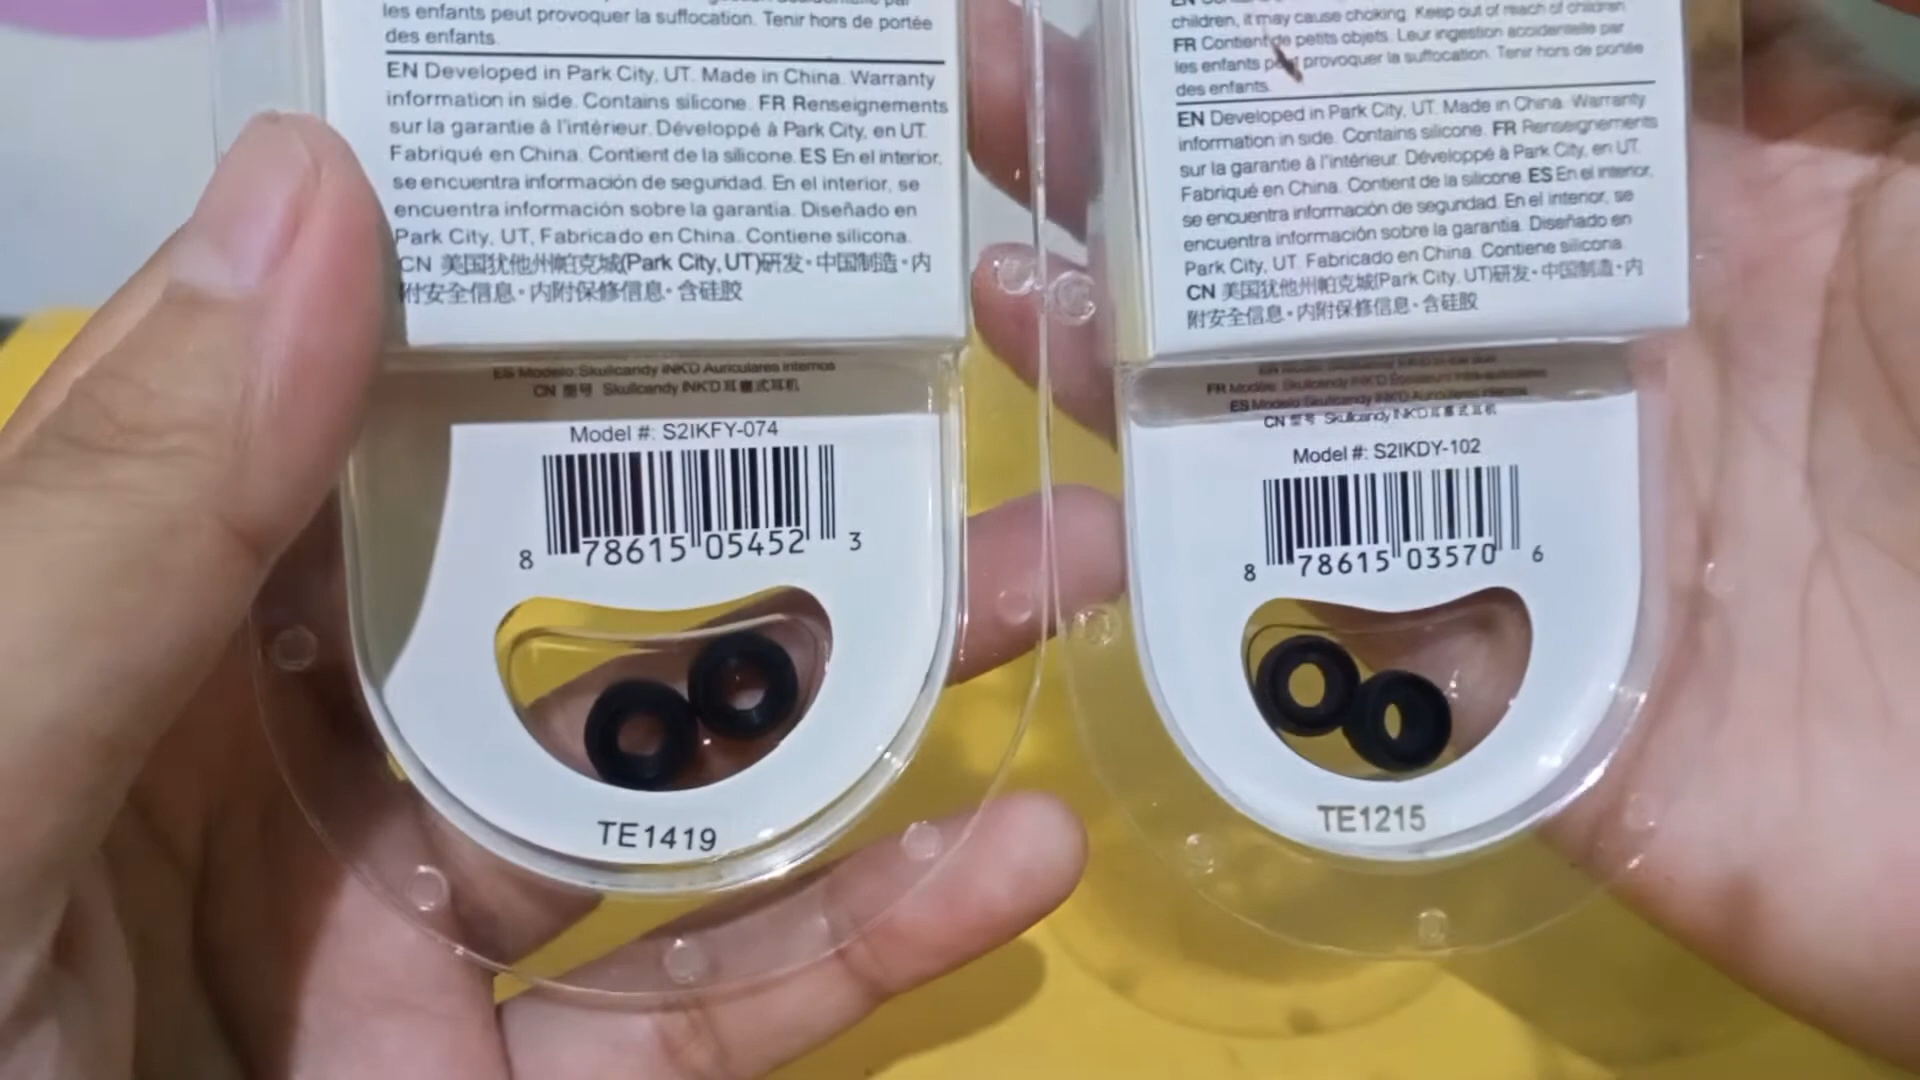 les enfants peut provoquer la suffocation. Tenir hors de portée
des enfants.
EN Developed in Park City, UT. Made in China. Warranty
information in side. Contains silicone. FR Renseignements
sur la garantie à l'intérieur. Développé à Park City, en UT.
Fabriqué en China. Contient de la silicone. ES En el interior,
se encuentra información de seguridad. En el interior, se
encuentra información sobre la garantía. Diseñado en
Park City, UT, Fabricado en China. Contiene silicona.
CN 美国犹他州帕克城(Park City, UT)研发·中国制造·内
附安全信息·内附保修信息·含硅胶
ES Modelo: Skullcandy INK'D Auriculares internos
CN 型号 Skullcandy INK'D 耳塞式耳机
Model #: S2IKFY-074
8 78615 05452 3
TE1419
children, it may cause choking. Keep out of reach of children.
FR Contient de petits objets. Leur ingestion accidentelle par
les enfants peut provoquer la suffocation. Tenir hors de portée
des enfants.
EN Developed in Park City, UT. Made in China. Warranty
information in side. Contains silicone. FR Renseignements
sur la garantie à l'intérieur. Développé à Park City, en UT.
Fabriqué en China. Contient de la silicone. ES En el interior,
se encuentra información de seguridad. En el interior, se
encuentra información sobre la garantía. Diseñado en
Park City, UT. Fabricado en China. Contiene silicona.
CN 美国犹他州帕克城(Park City, UT)研发·中国制造·内
附安全信息·内附保修信息·含硅胶
FR Modèle: Skullcandy INK'D Écouteurs intra-auriculaires
ES Modelo: Skullcandy INK'D Auriculares internos
CN 型号 Skullcandy INK'D 耳塞式耳机
Model #: S2IKDY-102
8 78615 03570 6
TE1215